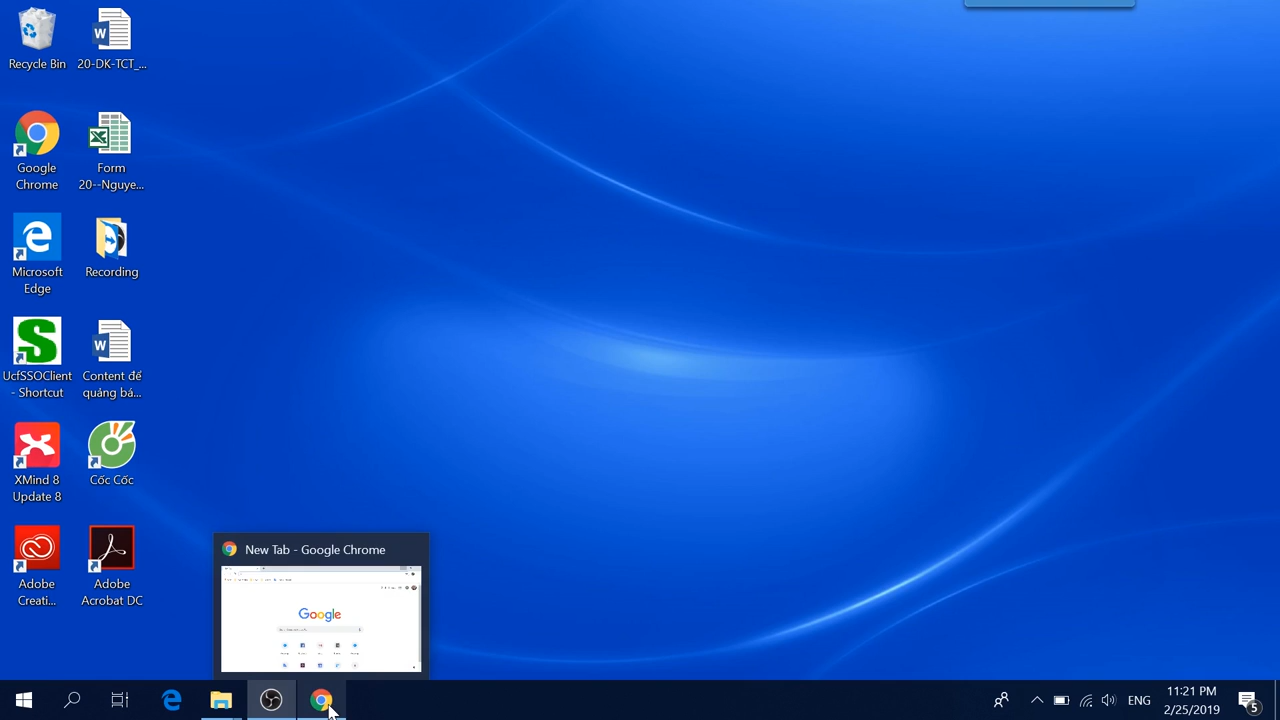 Recycle Bin
20-DK-TCT_...
Google
Chrome
Form
20--Nguye...
Microsoft
Edge
Recording
UcfSSOClient
- Shortcut
Content để
quảng bá...
XMind 8
Update 8
Cốc Cốc
Adobe
Creati...
Adobe
Acrobat DC
New Tab - Google Chrome
Google
ENG
11:21 PM
2/25/2019
5